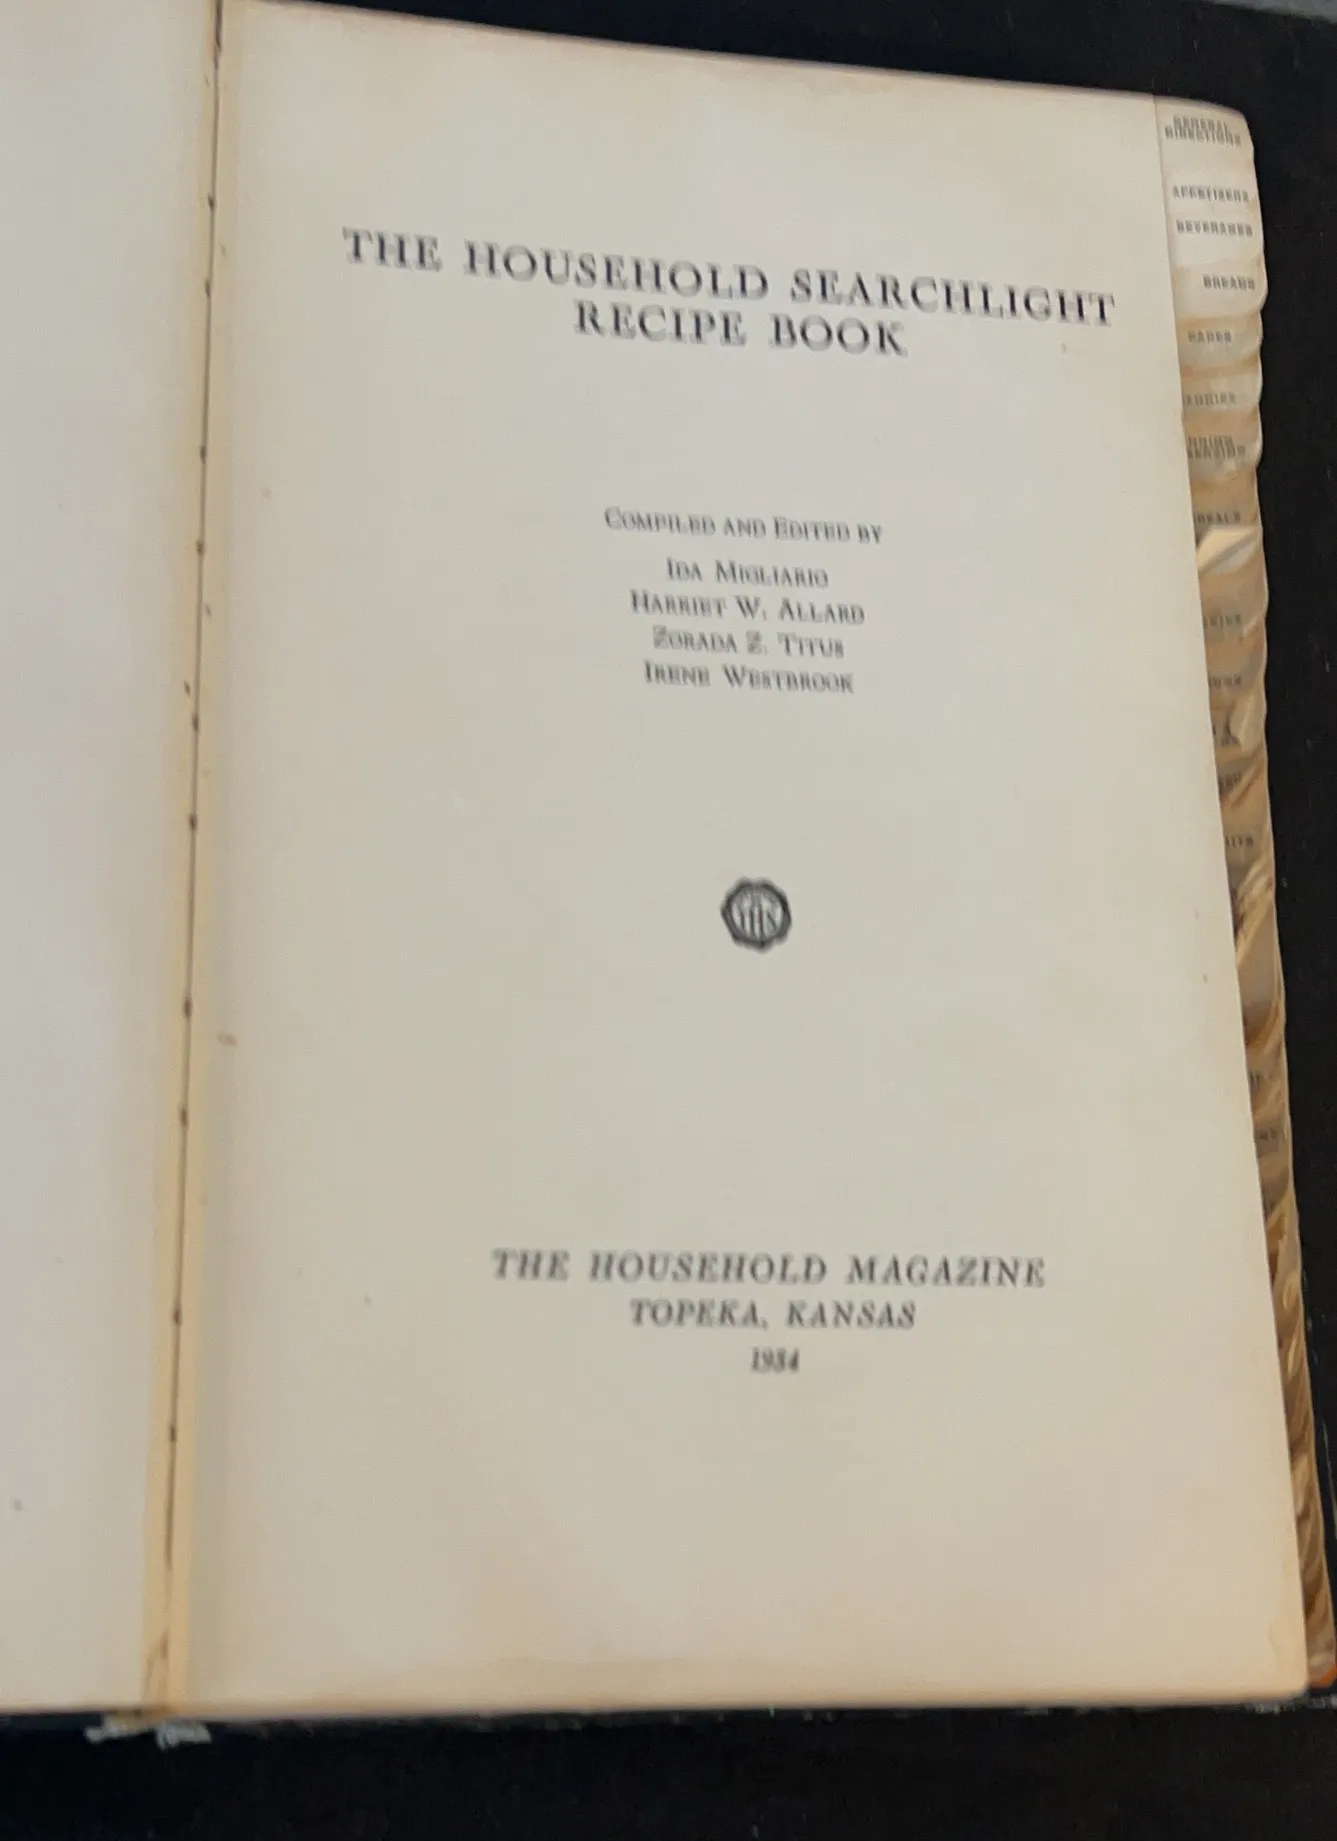 THE HOUSEHOLD SEARCHLIGHT
RECIPE BOOK
COMPILED AND EDITED BY
IDA MIGLIARIO
HARRIET W. ALLARD
ZORADA Z. TITUS
IRENE WESTBROOK
THE HOUSEHOLD MAGAZINE
TOPEKA, KANSAS
1934
GENERAL
DIRECTIONS
APPETIZERS
BEVERAGES
BREADS
CAKES